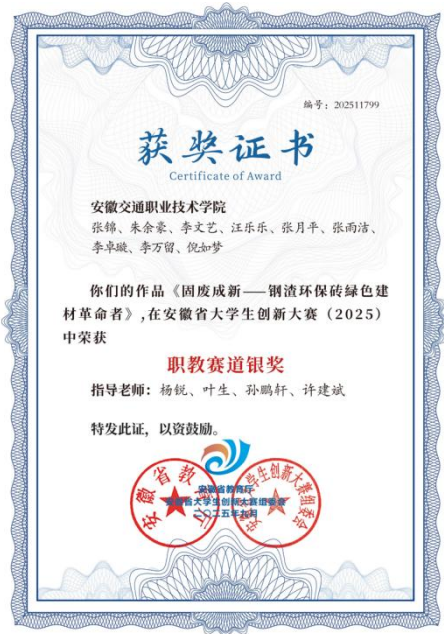 编号：202511799
获奖证书
Certificate of Award
安徽交通职业技术学院
张锦、朱余豪、李文艺、汪乐乐、张月平、张雨洁、
李卓璇、李万留、倪如梦
你们的作品《固废成新——钢渣环保砖绿色建
材革命者》,在安徽省大学生创新大赛（2025）
中荣获
职教赛道银奖
指导老师：杨锐、叶生、孙鹏轩、许建斌
特发此证，以资鼓励。
安徽省教育厅
安徽省大学生创新大赛组委会
二〇二五年九月